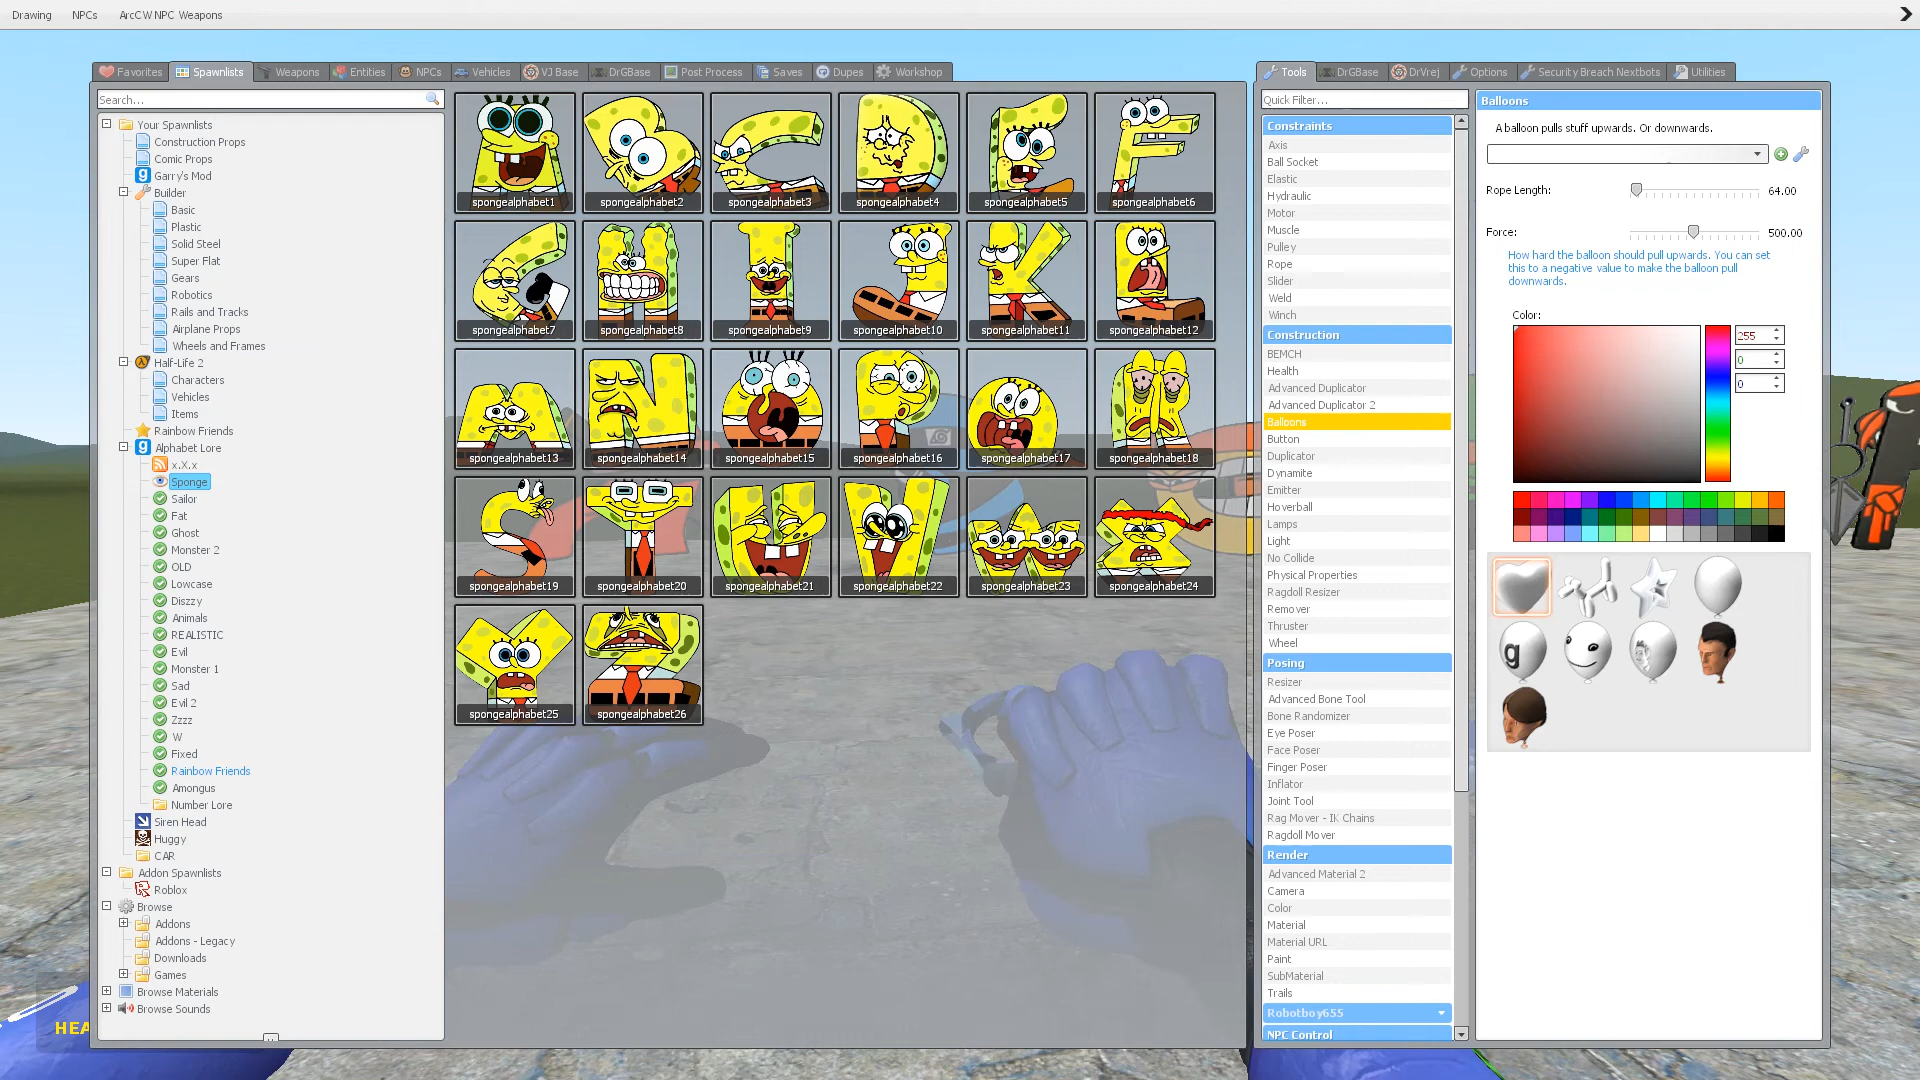 Drawing NPCs ArcCW NPC Weapons
Favorites Spawnlists Weapons Entities NPCs Vehicles VJ Base DrGBase Post Process Saves Dupes Workshop
Search...
Your Spawnlists
Construction Props
Comic Props
Garry's Mod
Builder
Basic
Plastic
Solid Steel
Super Flat
Gears
Robotics
Rails and Tracks
Airplane Props
Wheels and Frames
Half-Life 2
Characters
Vehicles
Items
Rainbow Friends
Alphabet Lore
x.X.x
Sponge
Sailor
Fat
Ghost
Monster 2
OLD
Lowcase
Diszzy
Animals
REALISTIC
Evil
Monster 1
Sad
Evil 2
Zzzz
W
Fixed
Rainbow Friends
Amongus
Number Lore
Siren Head
Huggy
CAR
Addon Spawnlists
Roblox
Browse
Addons
Addons - Legacy
Downloads
Games
Browse Materials
Browse Sounds
HEA
spongealphabet1 spongealphabet2 spongealphabet3 spongealphabet4 spongealphabet5 spongealphabet6
spongealphabet7 spongealphabet8 spongealphabet9 spongealphabet10 spongealphabet11 spongealphabet12
spongealphabet13 spongealphabet14 spongealphabet15 spongealphabet16 spongealphabet17 spongealphabet18
spongealphabet19 spongealphabet20 spongealphabet21 spongealphabet22 spongealphabet23 spongealphabet24
spongealphabet25 spongealphabet26
Tools DrGBase DrVrej Options Security Breach Nextbots Utilities
Quick Filter...
Constraints
Axis
Ball Socket
Elastic
Hydraulic
Motor
Muscle
Pulley
Rope
Slider
Weld
Winch
Construction
BEMCH
Health
Advanced Duplicator
Advanced Duplicator 2
Balloons
Button
Duplicator
Dynamite
Emitter
Hoverball
Lamps
Light
No Collide
Physical Properties
Ragdoll Resizer
Remover
Thruster
Wheel
Posing
Resizer
Advanced Bone Tool
Bone Randomizer
Eye Poser
Face Poser
Finger Poser
Inflator
Joint Tool
Rag Mover - IK Chains
Ragdoll Mover
Render
Advanced Material 2
Camera
Color
Material
Material URL
Paint
SubMaterial
Trails
Robotboy655
NPC Control
Balloons
A balloon pulls stuff upwards. Or downwards.
Rope Length: 64.00
Force: 500.00
How hard the balloon should pull upwards. You can set
this to a negative value to make the balloon pull
downwards.
Color:
255
0
0
g